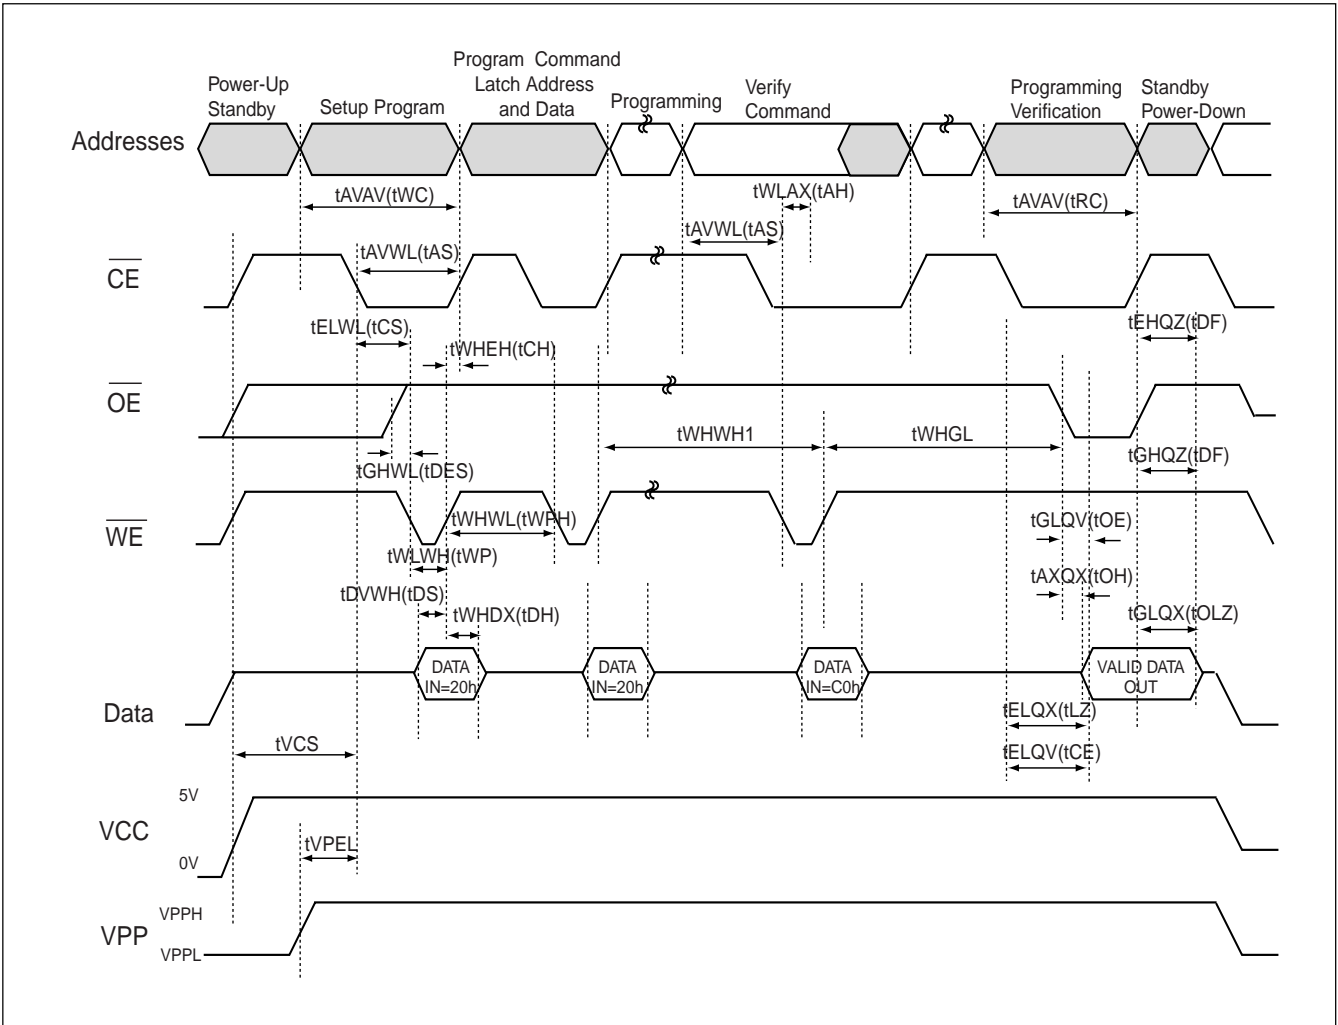 Power-Up
Standby
Setup Program
Program Command
Latch Address
and Data
Programming
Verify
Command
Programming
Verification
Standby
Power-Down
Addresses
tAVAV(tWC)
tWLAX(tAH)
tAVAV(tRC)
tAVWL(tAS)
tAVWL(tAS)
CE
tELWL(tCS)
tWHEH(tCH)
tEHQZ(tDF)
OE
tWHWH1
tWHGL
tGHWL(tDES)
tGHQZ(tDF)
WE
tWHWL(tWPH)
tGLQV(tOE)
tWLWH(tWP)
tAXQX(tOH)
tDVWH(tDS)
tWHDX(tDH)
tGLQX(tOLZ)
Data
DATA
IN=20h
DATA
IN=20h
DATA
IN=C0h
VALID DATA
OUT
tELQX(tLZ)
tVCS
tELQV(tCE)
5V
VCC
0V
tVPEL
VPPH
VPP
VPPL